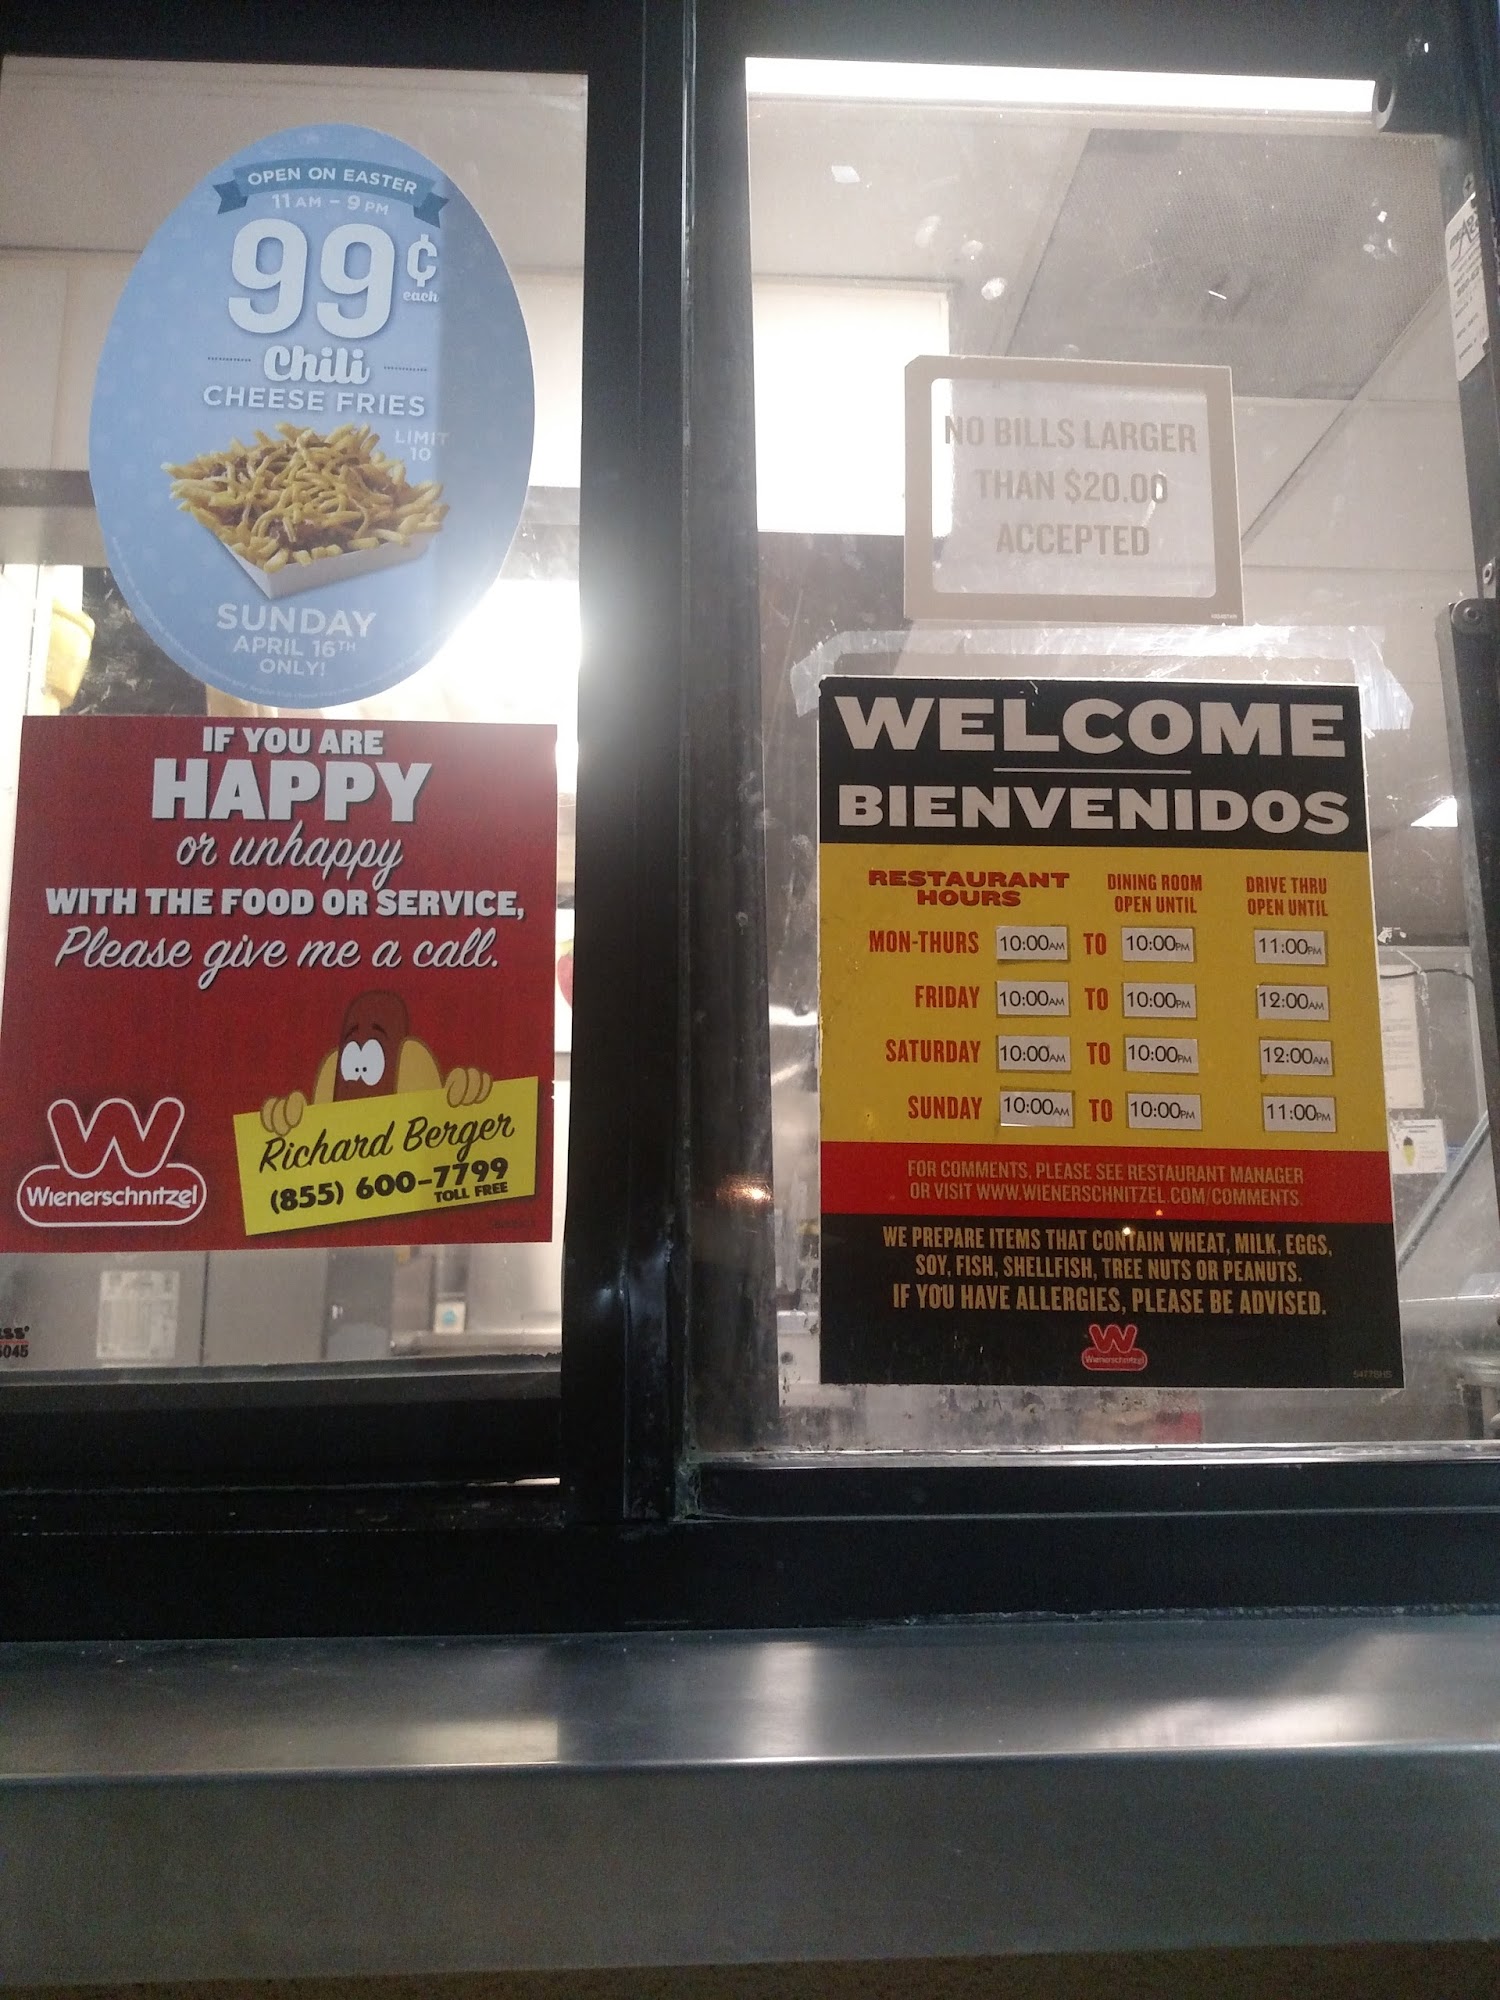 OPEN ON EASTER
11 AM – 9 PM
99¢
each
Chili
CHEESE FRIES
LIMIT
10
SUNDAY
APRIL 16TH
ONLY!
IF YOU ARE
HAPPY
or unhappy
WITH THE FOOD OR SERVICE,
Please give me a call.
Wienerschnitzel
Richard Berger
(855) 600-7799
TOLL FREE
5045
NO BILLS LARGER
THAN $20.00
ACCEPTED
WELCOME
BIENVENIDOS
RESTAURANT HOURS DINING ROOM OPEN UNTIL DRIVE THRU OPEN UNTIL
MON-THURS 10:00AM TO 10:00PM 11:00PM
FRIDAY 10:00AM TO 10:00PM 12:00AM
SATURDAY 10:00AM TO 10:00PM 12:00AM
SUNDAY 10:00AM TO 10:00PM 11:00PM
FOR COMMENTS, PLEASE SEE RESTAURANT MANAGER
OR VISIT WWW.WIENERSCHNITZEL.COM/COMMENTS.
WE PREPARE ITEMS THAT CONTAIN WHEAT, MILK, EGGS,
SOY, FISH, SHELLFISH, TREE NUTS OR PEANUTS.
IF YOU HAVE ALLERGIES, PLEASE BE ADVISED.
Wienerschnitzel